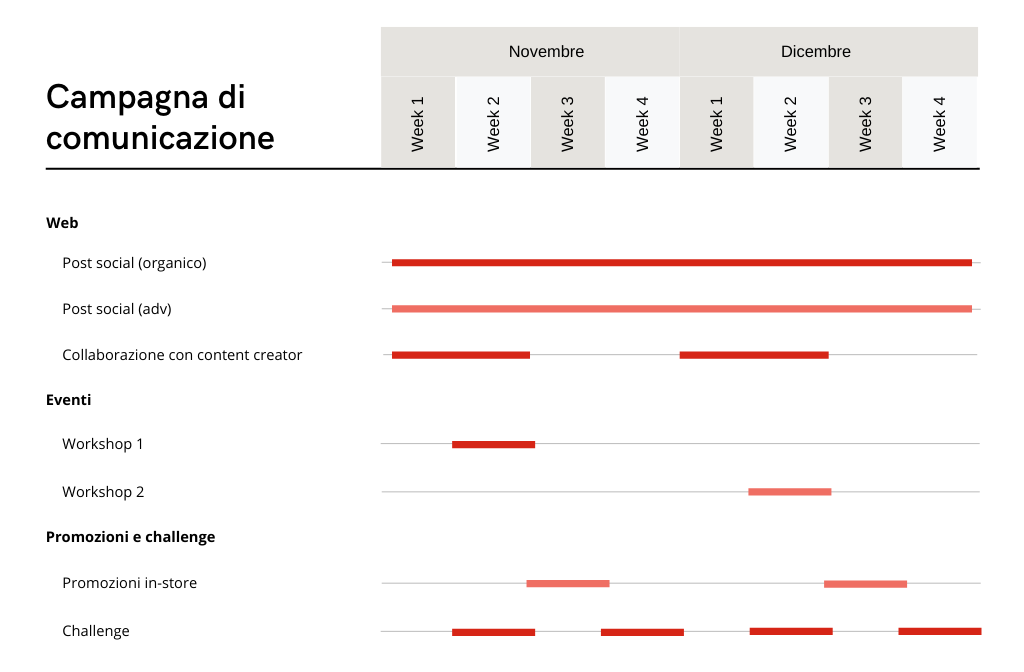 Novembre
Dicembre
Campagna di
comunicazione
Week 1
Week 2
Week 3
Week 4
Week 1
Week 2
Week 3
Week 4
Web
Post social (organico)
Post social (adv)
Collaborazione con content creator
Eventi
Workshop 1
Workshop 2
Promozioni e challenge
Promozioni in-store
Challenge